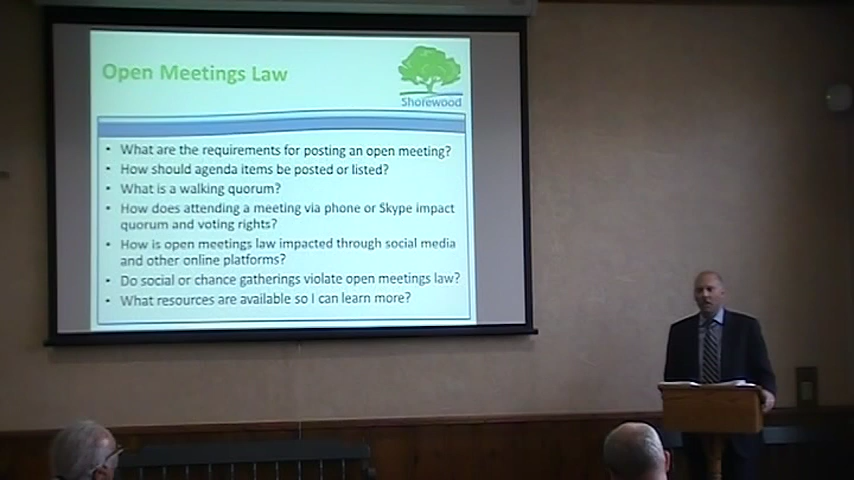 Open Meetings Law
Shorewood
• What are the requirements for posting an open meeting?
• How should agenda items be posted or listed?
• What is a walking quorum?
• How does attending a meeting via phone or Skype impact
quorum and voting rights?
• How is open meetings law impacted through social media
and other online platforms?
• Do social or chance gatherings violate open meetings law?
• What resources are available so I can learn more?